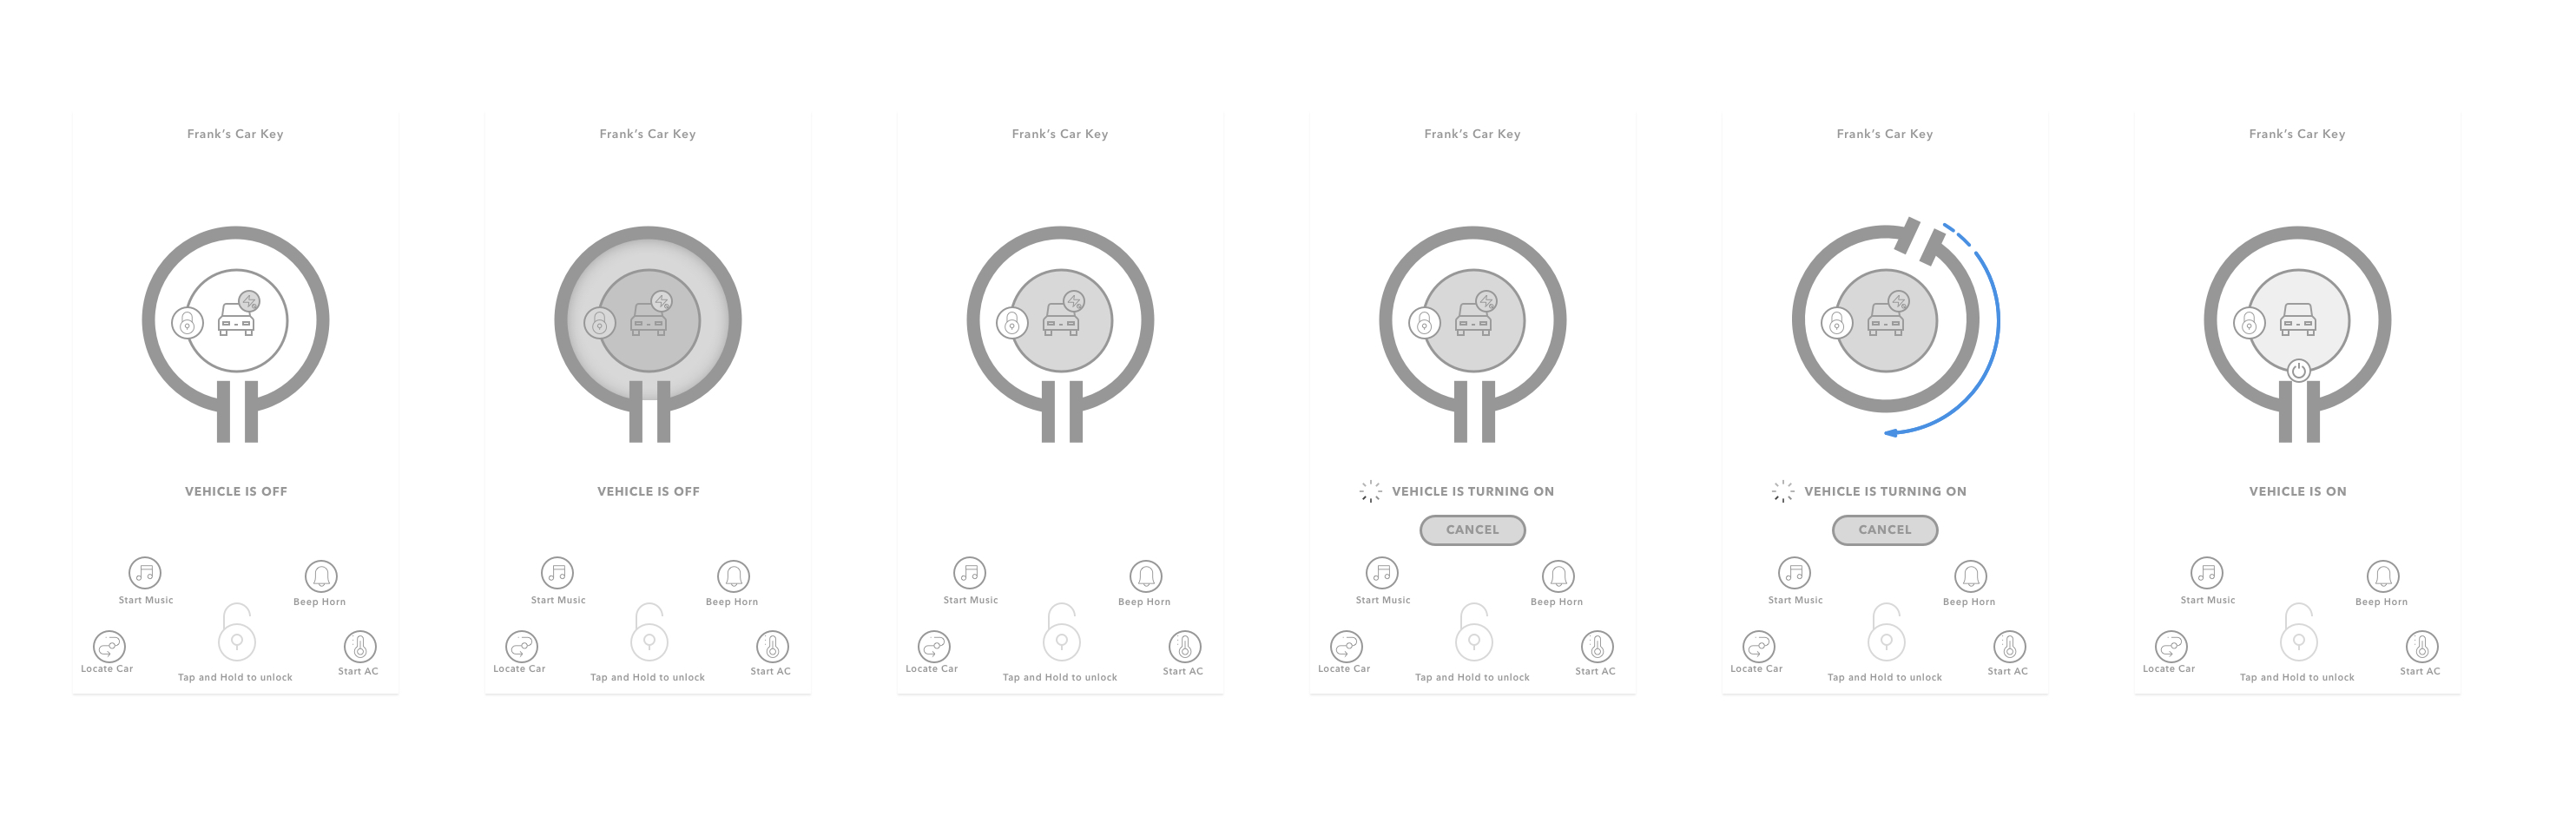 Frank's Car Key
VEHICLE IS OFF
Start Music
Beep Horn
Locate Car
Start AC
Tap and Hold to unlock
Frank's Car Key
VEHICLE IS OFF
Start Music
Beep Horn
Locate Car
Start AC
Tap and Hold to unlock
Frank's Car Key
Start Music
Beep Horn
Locate Car
Start AC
Tap and Hold to unlock
Frank's Car Key
VEHICLE IS TURNING ON
CANCEL
Start Music
Beep Horn
Locate Car
Start AC
Tap and Hold to unlock
Frank's Car Key
VEHICLE IS TURNING ON
CANCEL
Start Music
Beep Horn
Locate Car
Start AC
Tap and Hold to unlock
Frank's Car Key
VEHICLE IS ON
Start Music
Beep Horn
Locate Car
Start AC
Tap and Hold to unlock